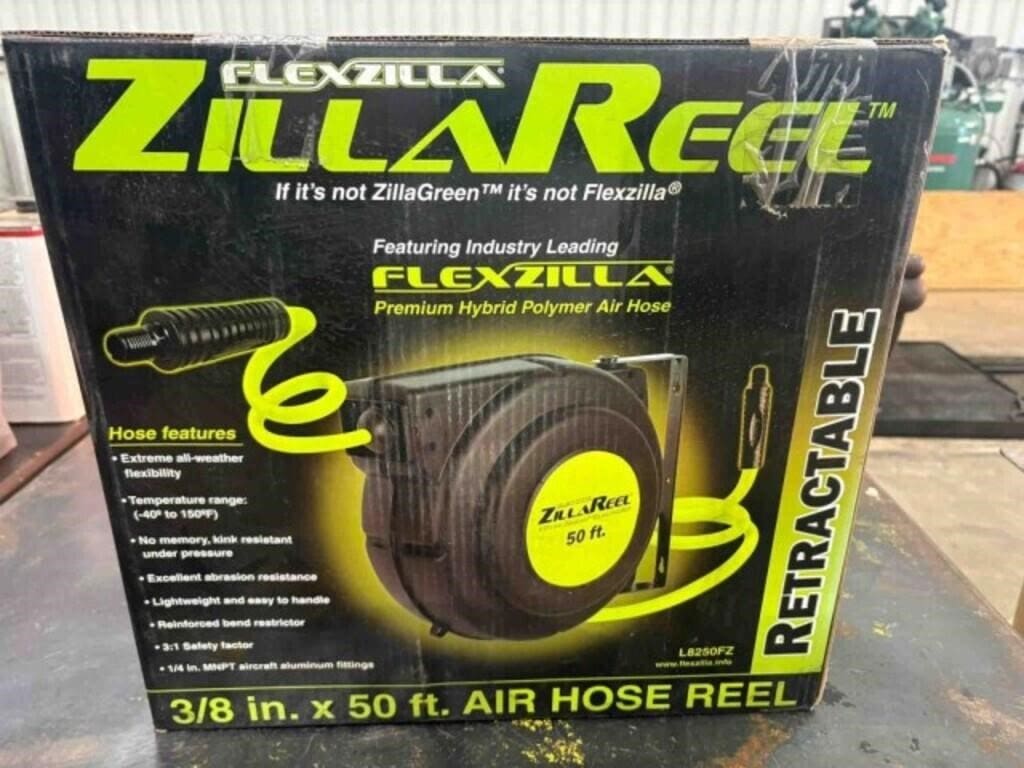 FLEXZILLA®
ZILLAREEL™
If it's not ZillaGreen™ it's not Flexzilla®
Featuring Industry Leading
FLEXZILLA®
Premium Hybrid Polymer Air Hose
Hose features
• Extreme all-weather
flexibility
• Temperature range:
(-40º to 150ºF)
• No memory, kink resistant
under pressure
• Excellent abrasion resistance
• Lightweight and easy to handle
• Reinforced bend restrictor
• 3:1 Safety factor
• 1/4 in. MNPT aircraft aluminum fittings
ZILLAREEL™
50 ft.
RETRACTABLE
L8250FZ
www.flexzilla.info
3/8 in. x 50 ft. AIR HOSE REEL